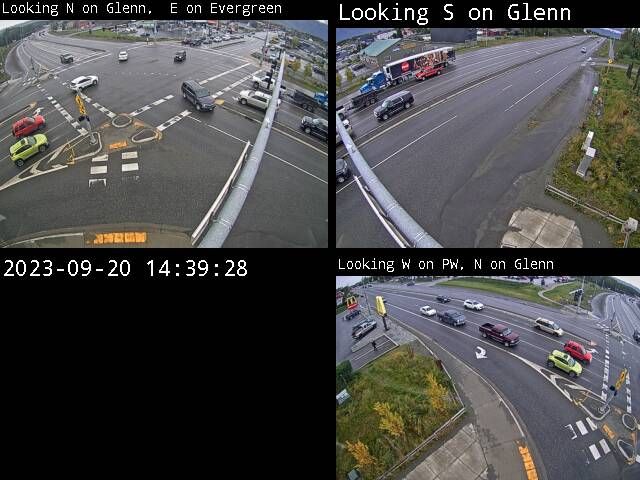 Looking N on Glenn,  E on Evergreen
Looking S on Glenn
2023-09-20 14:39:28
Looking W on PW, N on Glenn